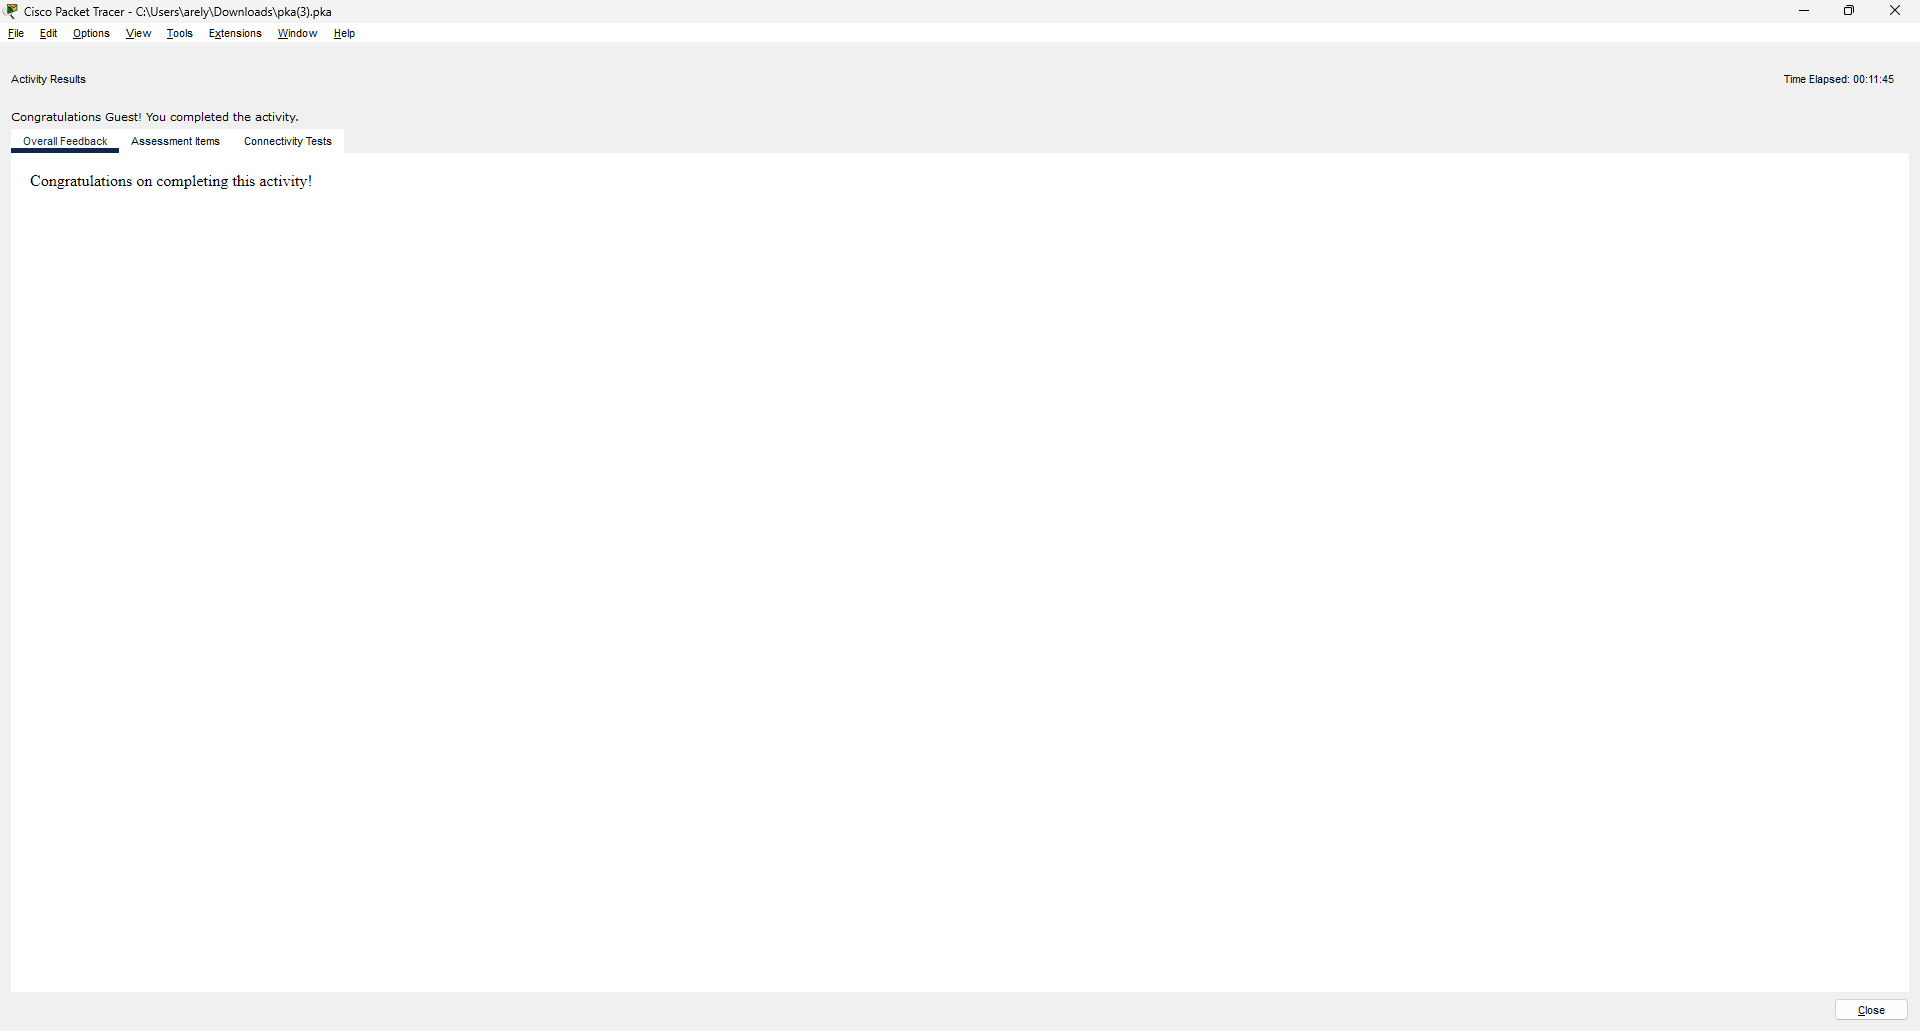 Cisco Packet Tracer - C:\Users\arely\Downloads\pka(3).pka
File Edit Options View Tools Extensions Window Help
Activity Results Time Elapsed: 00:11:45
Congratulations Guest! You completed the activity.
Overall Feedback Assessment Items Connectivity Tests
Congratulations on completing this activity!
Close